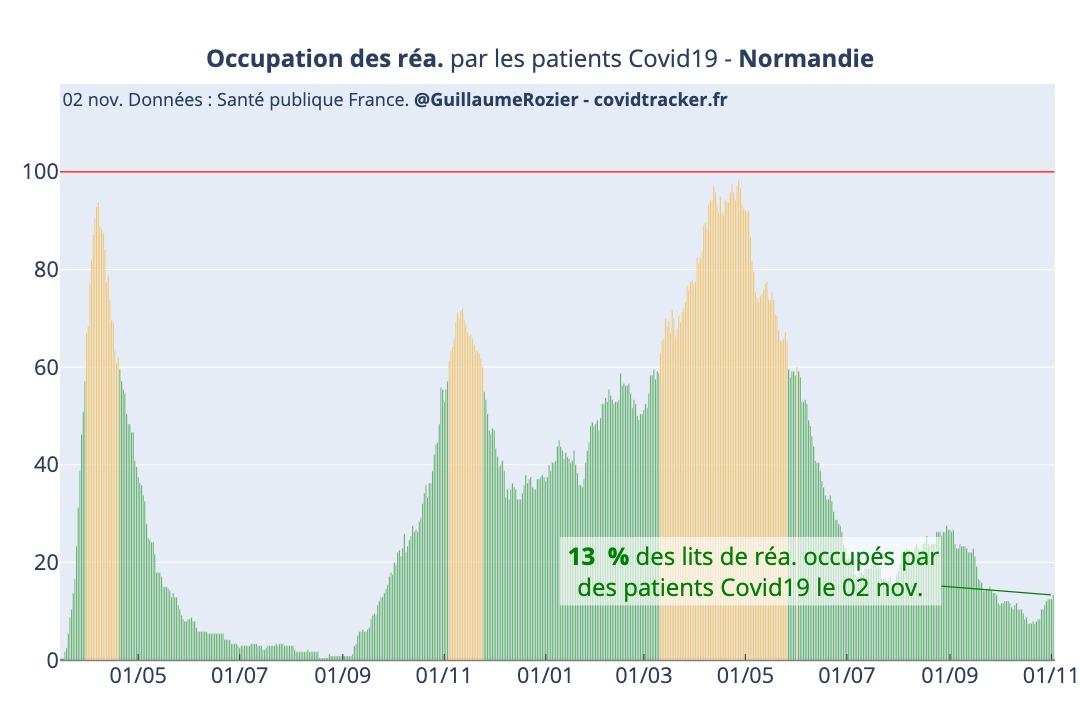 Occupation des réa. par les patients Covid19 - Normandie
02 nov. Données : Santé publique France. @GuillaumeRozier - covidtracker.fr
100
80
60
40
20
0
13 % des lits de réa. occupés par
des patients Covid19 le 02 nov.
01/05 01/07 01/09 01/11 01/01 01/03 01/05 01/07 01/09 01/11